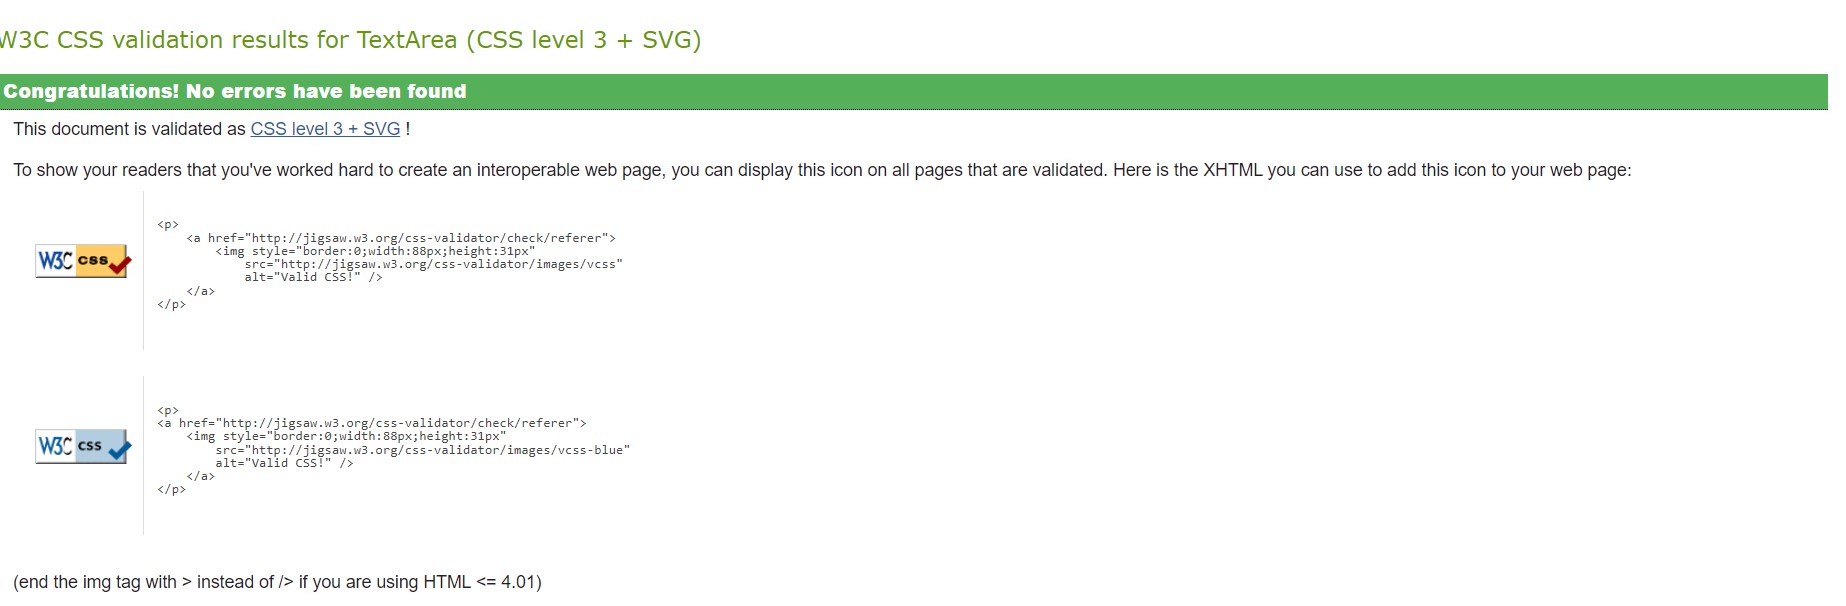 W3C CSS validation results for TextArea (CSS level 3 + SVG)
Congratulations! No errors have been found
This document is validated as CSS level 3 + SVG !
To show your readers that you've worked hard to create an interoperable web page, you can display this icon on all pages that are validated. Here is the XHTML you can use to add this icon to your web page:
W3C css
<p>
<a href="http://jigsaw.w3.org/css-validator/check/referer">
<img style="border:0;width:88px;height:31px"
src="http://jigsaw.w3.org/css-validator/images/vcss"
alt="Valid CSS!" />
</a>
</p>
W3C css
<p>
<a href="http://jigsaw.w3.org/css-validator/check/referer">
<img style="border:0;width:88px;height:31px"
src="http://jigsaw.w3.org/css-validator/images/vcss-blue"
alt="Valid CSS!" />
</a>
</p>
(end the img tag with > instead of /> if you are using HTML <= 4.01)